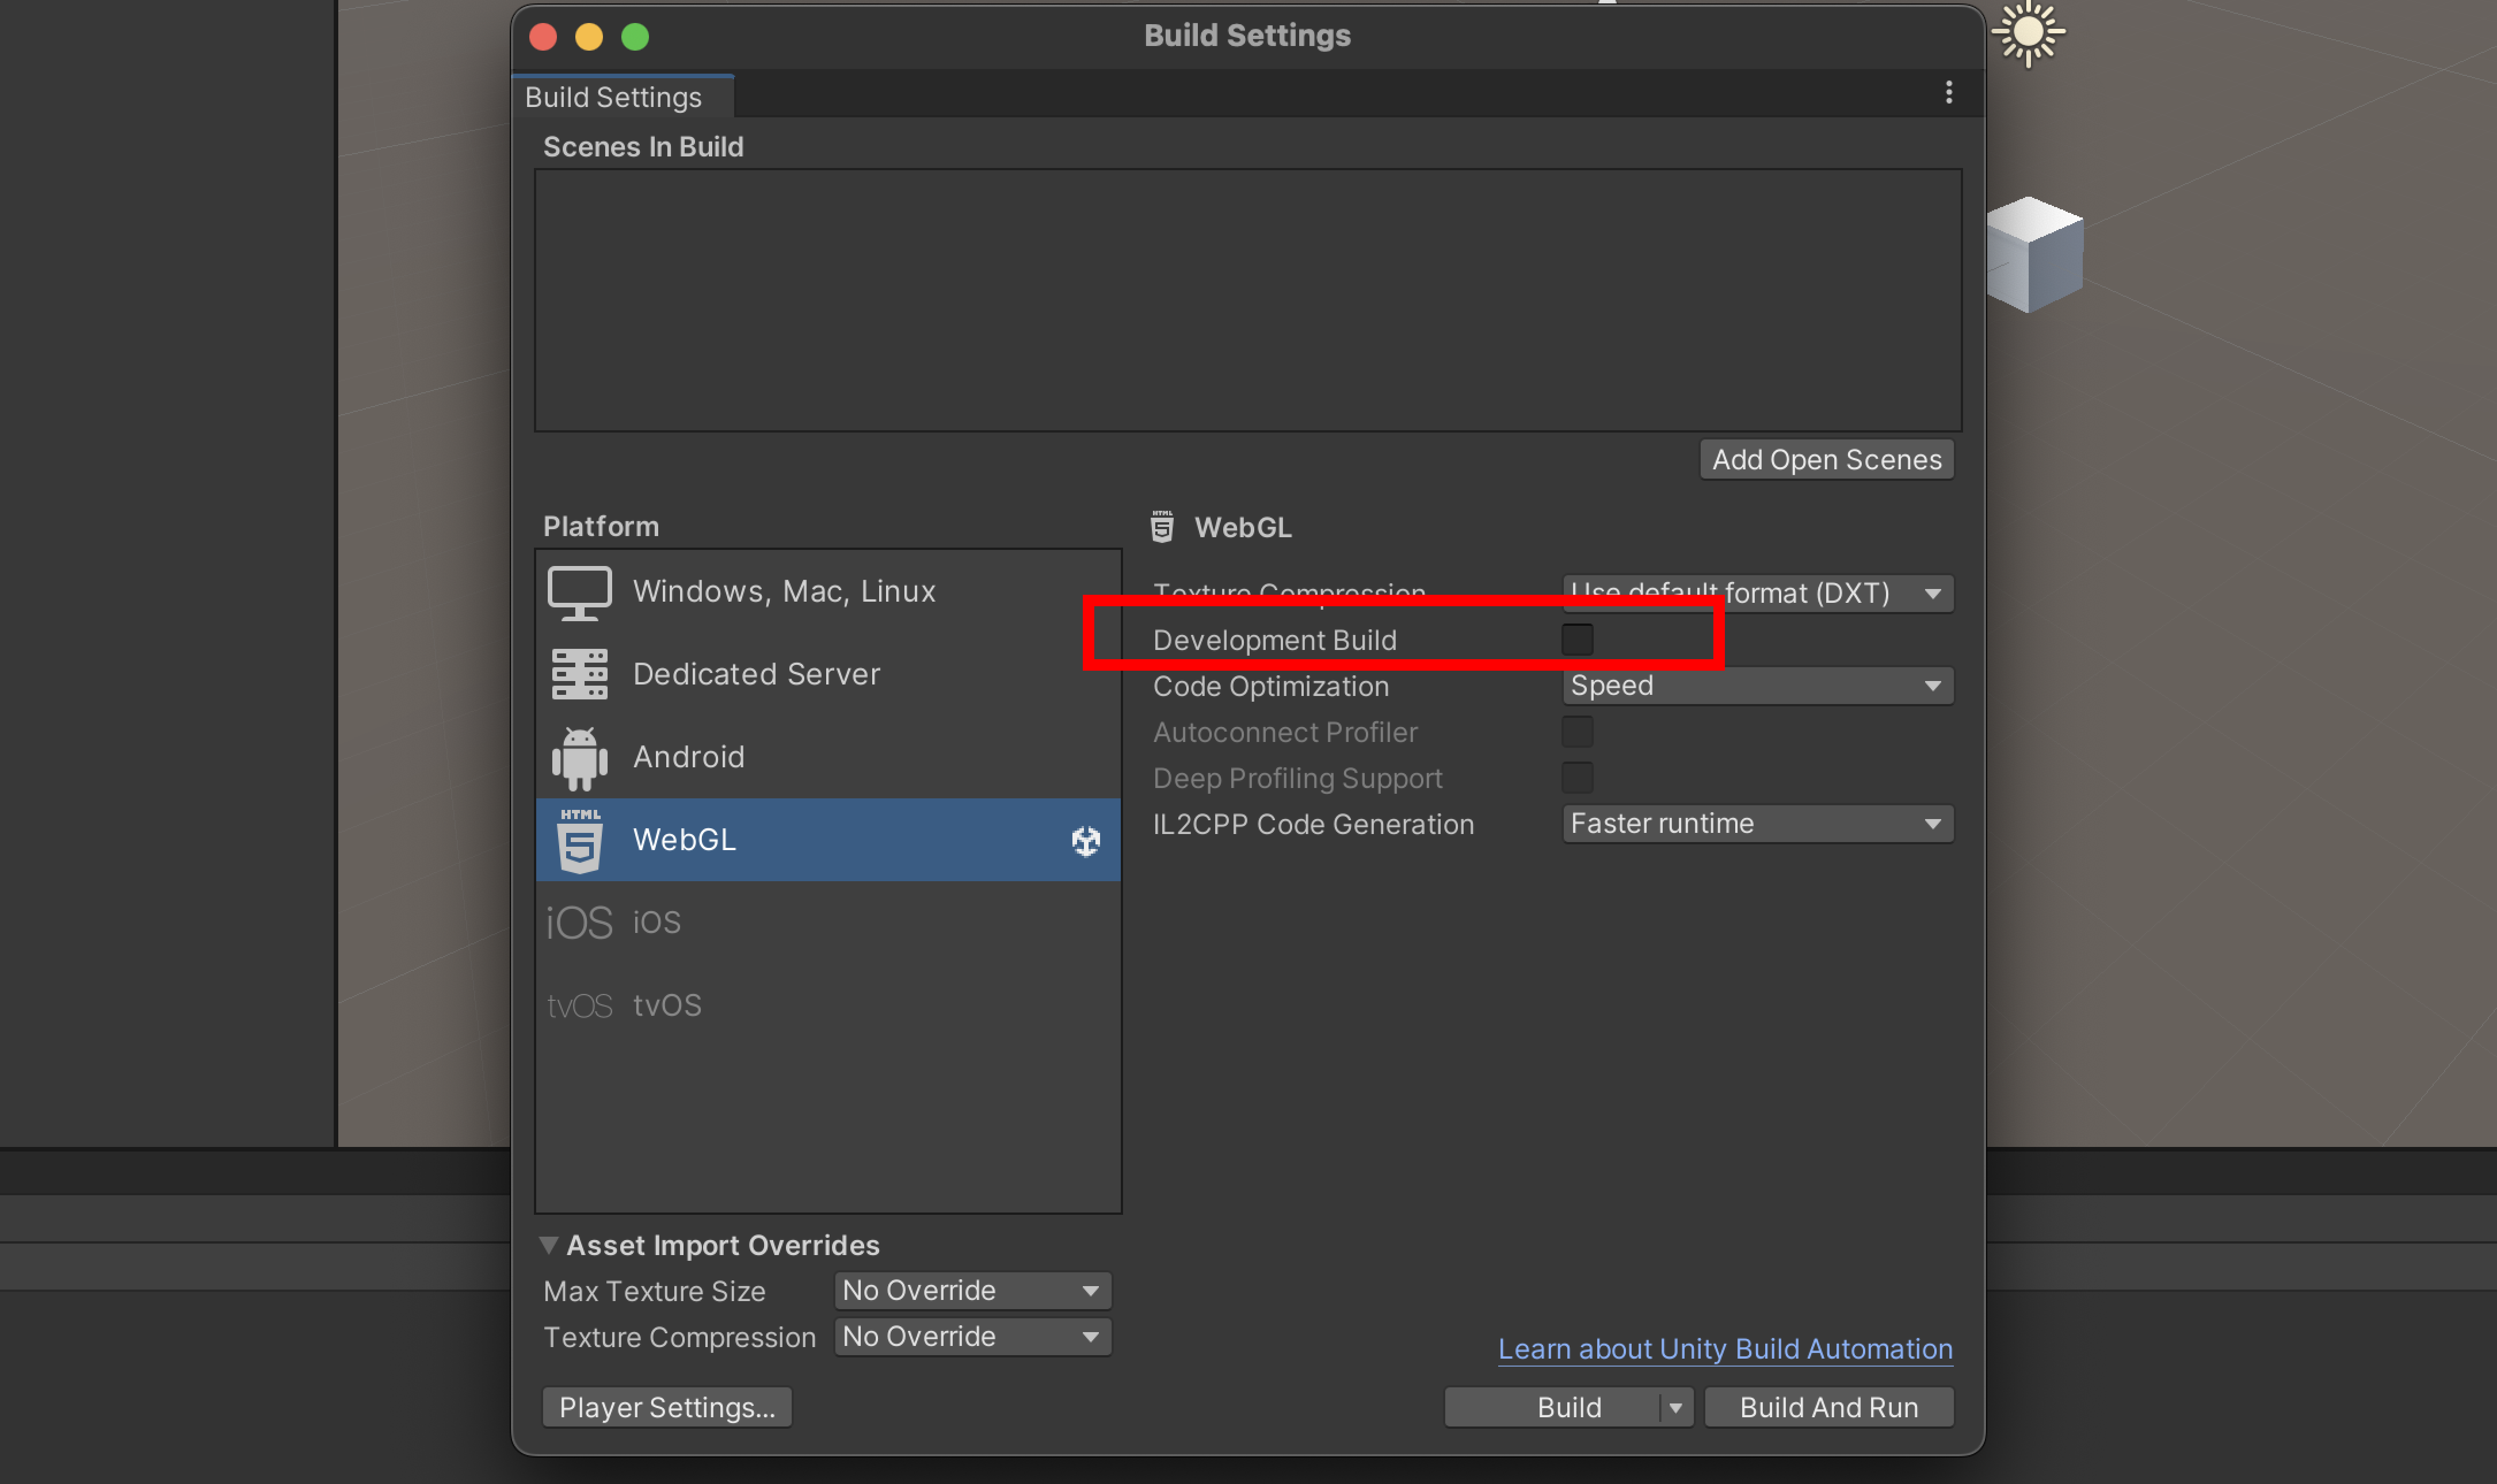 Build Settings
Build Settings
Scenes In Build
Add Open Scenes
Platform
HTML 5 WebGL
Windows, Mac, Linux
Dedicated Server
Android
HTML 5 WebGL
iOS iOS
tvOS tvOS
Texture Compression Use default format (DXT)
Development Build
Code Optimization Speed
Autoconnect Profiler
Deep Profiling Support
IL2CPP Code Generation Faster runtime
Asset Import Overrides
Max Texture Size No Override
Texture Compression No Override
Learn about Unity Build Automation
Player Settings...
Build
Build And Run